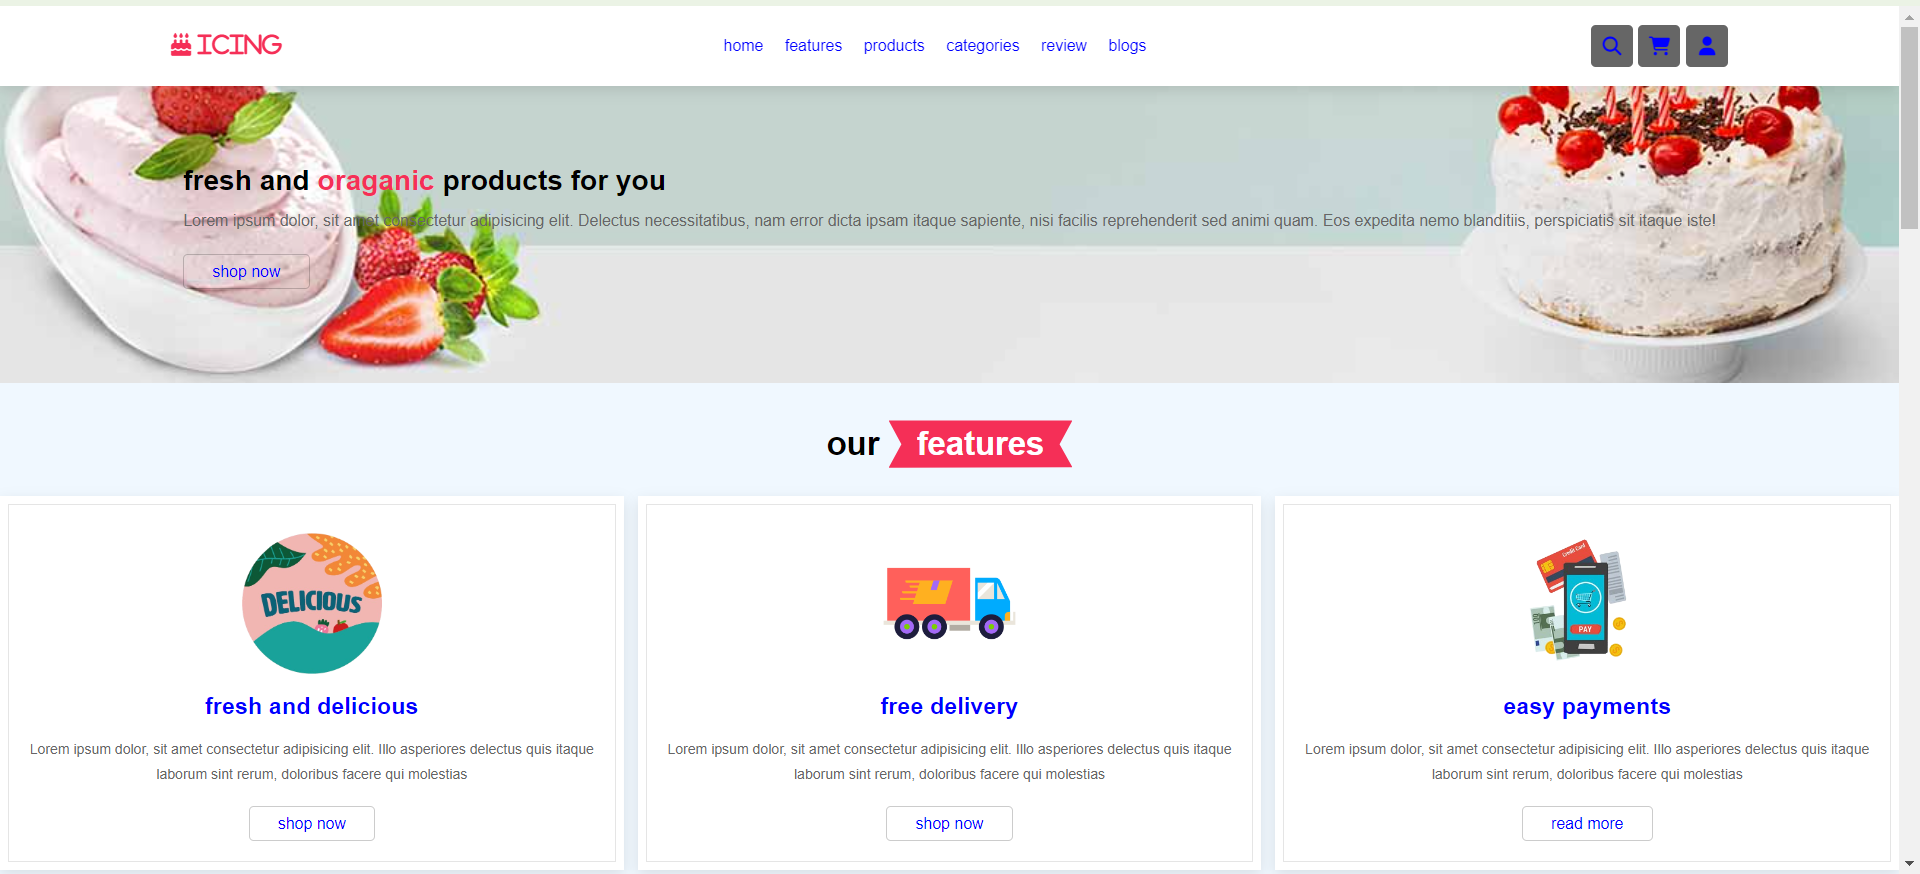 ICING
home features products categories review blogs
fresh and oraganic products for you
Lorem ipsum dolor, sit amet consectetur adipisicing elit. Delectus necessitatibus, nam error dicta ipsam itaque sapiente, nisi facilis reprehenderit sed animi quam. Eos expedita nemo blanditiis, perspiciatis sit itaque iste!
shop now
our features
DELICIOUS
fresh and delicious
Lorem ipsum dolor, sit amet consectetur adipisicing elit. Illo asperiores delectus quis itaque
laborum sint rerum, doloribus facere qui molestias
shop now
free delivery
Lorem ipsum dolor, sit amet consectetur adipisicing elit. Illo asperiores delectus quis itaque
laborum sint rerum, doloribus facere qui molestias
shop now
Credit Card
100
PAY
easy payments
Lorem ipsum dolor, sit amet consectetur adipisicing elit. Illo asperiores delectus quis itaque
laborum sint rerum, doloribus facere qui molestias
read more